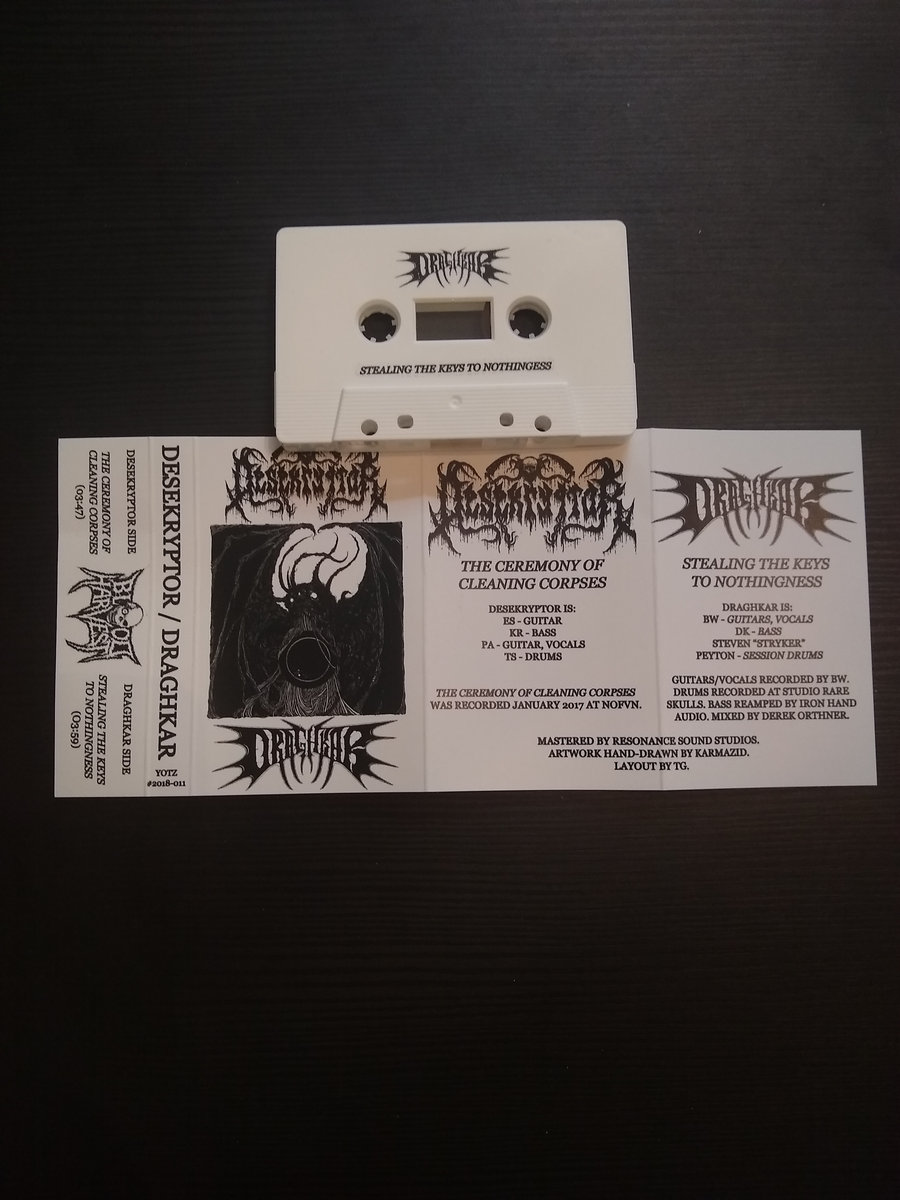 DRAGHKAR
STEALING THE KEYS TO NOTHINGESS
DESEKRYPTOR SIDE
THE CEREMONY OF
CLEANING CORPSES
(03:47)
BLOOD
HARVEST
DRAGHKAR SIDE
STEALING THE KEYS
TO NOTHINGNESS
(03:59)
DESEKRYPTOR / DRAGHKAR
YOTZ
#2018-011
DESEKRYPTOR
DRAGHKAR
DESEKRYPTOR
THE CEREMONY OF
CLEANING CORPSES
DESEKRYPTOR IS:
ES - GUITAR
KR - BASS
PA - GUITAR, VOCALS
TS - DRUMS
THE CEREMONY OF CLEANING CORPSES
WAS RECORDED JANUARY 2017 AT NOFVN.
DRAGHKAR
STEALING THE KEYS
TO NOTHINGNESS
DRAGHKAR IS:
BW - GUITARS, VOCALS
DK - BASS
STEVEN "STRYKER"
PEYTON - SESSION DRUMS
GUITARS/VOCALS RECORDED BY BW.
DRUMS RECORDED AT STUDIO RARE
SKULLS. BASS REAMPED BY IRON HAND
AUDIO. MIXED BY DEREK ORTHNER.
MASTERED BY RESONANCE SOUND STUDIOS.
ARTWORK HAND-DRAWN BY KARMAZID.
LAYOUT BY TG.